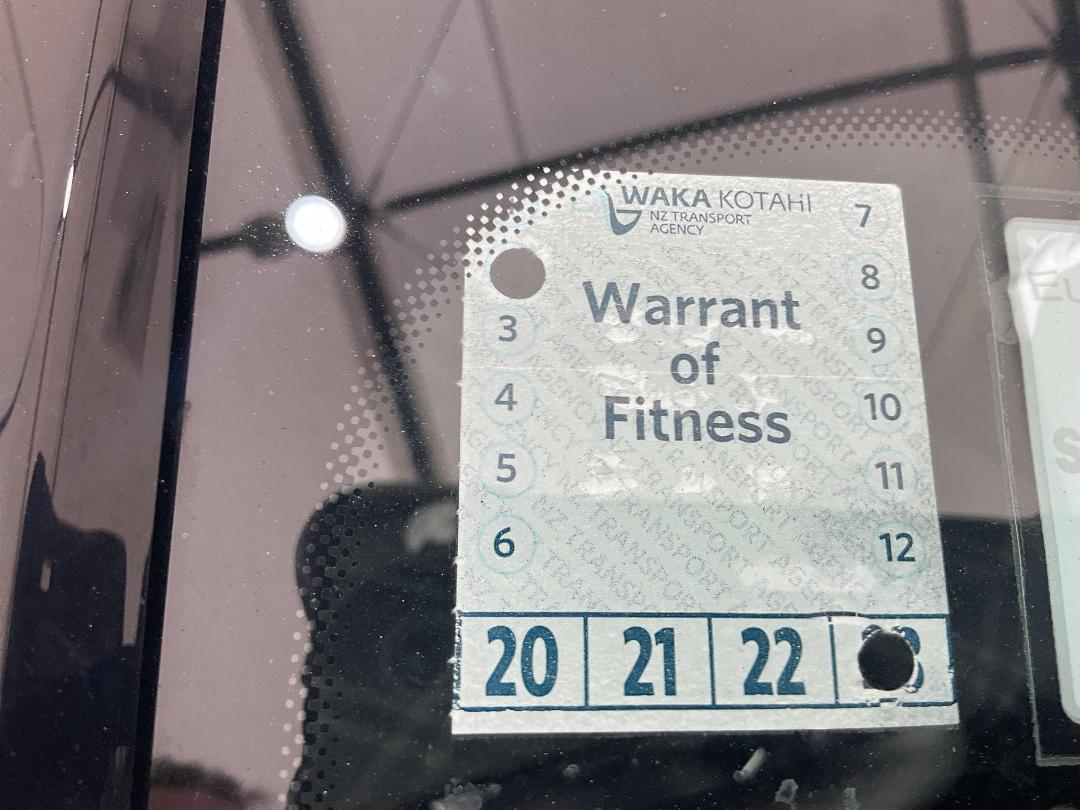 WAKA KOTAHI
NZ TRANSPORT
AGENCY
Warrant
of
Fitness
3
4
5
6
7
8
9
10
11
12
20
21
22